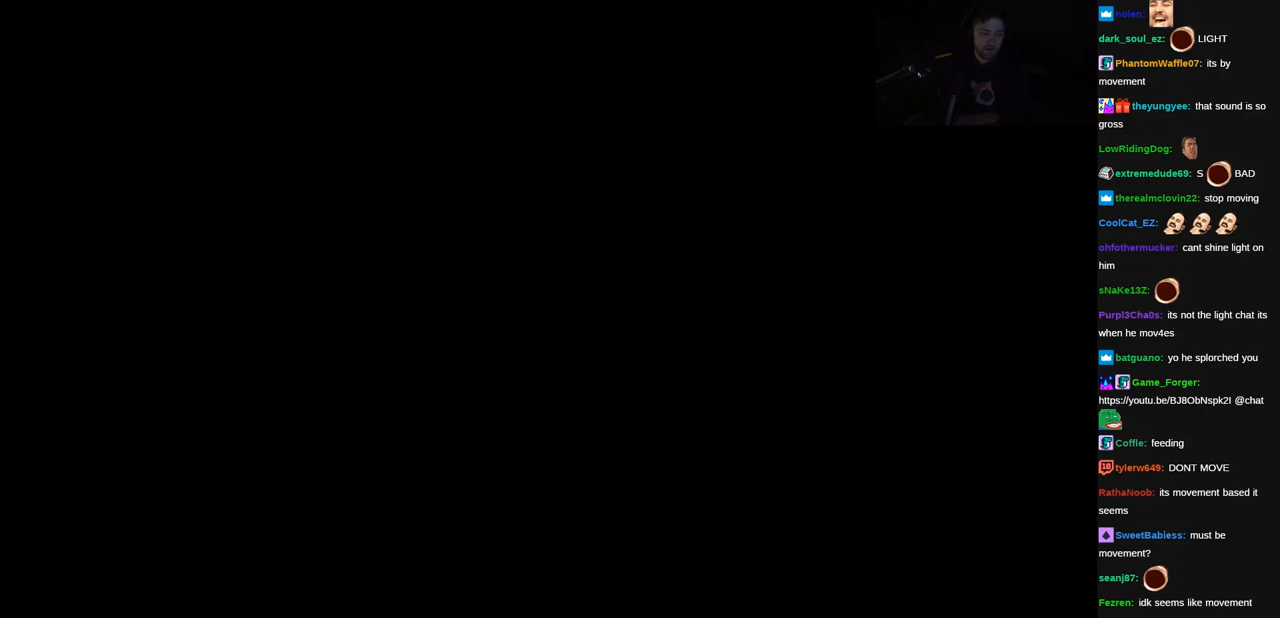 holen:
dark_soul_ez: LIGHT
PhantomWaffle07: its by
movement
theyungyee: that sound is so
gross
LowRidingDog:
extremedude69: S BAD
therealmclovin22: stop moving
CoolCat_EZ:
ohfothermucker: cant shine light on
him
sNaKe13Z:
Purpl3Cha0s: its not the light chat its
when he mov4es
batguano: yo he splorched you
Game_Forger:
https://youtu.be/BJ8ObNspk2I @chat
Coffle: feeding
tylerw649: DONT MOVE
RathaNoob: its movement based it
seems
SweetBabiess: must be
movement?
seanj87:
Fezren: idk seems like movement